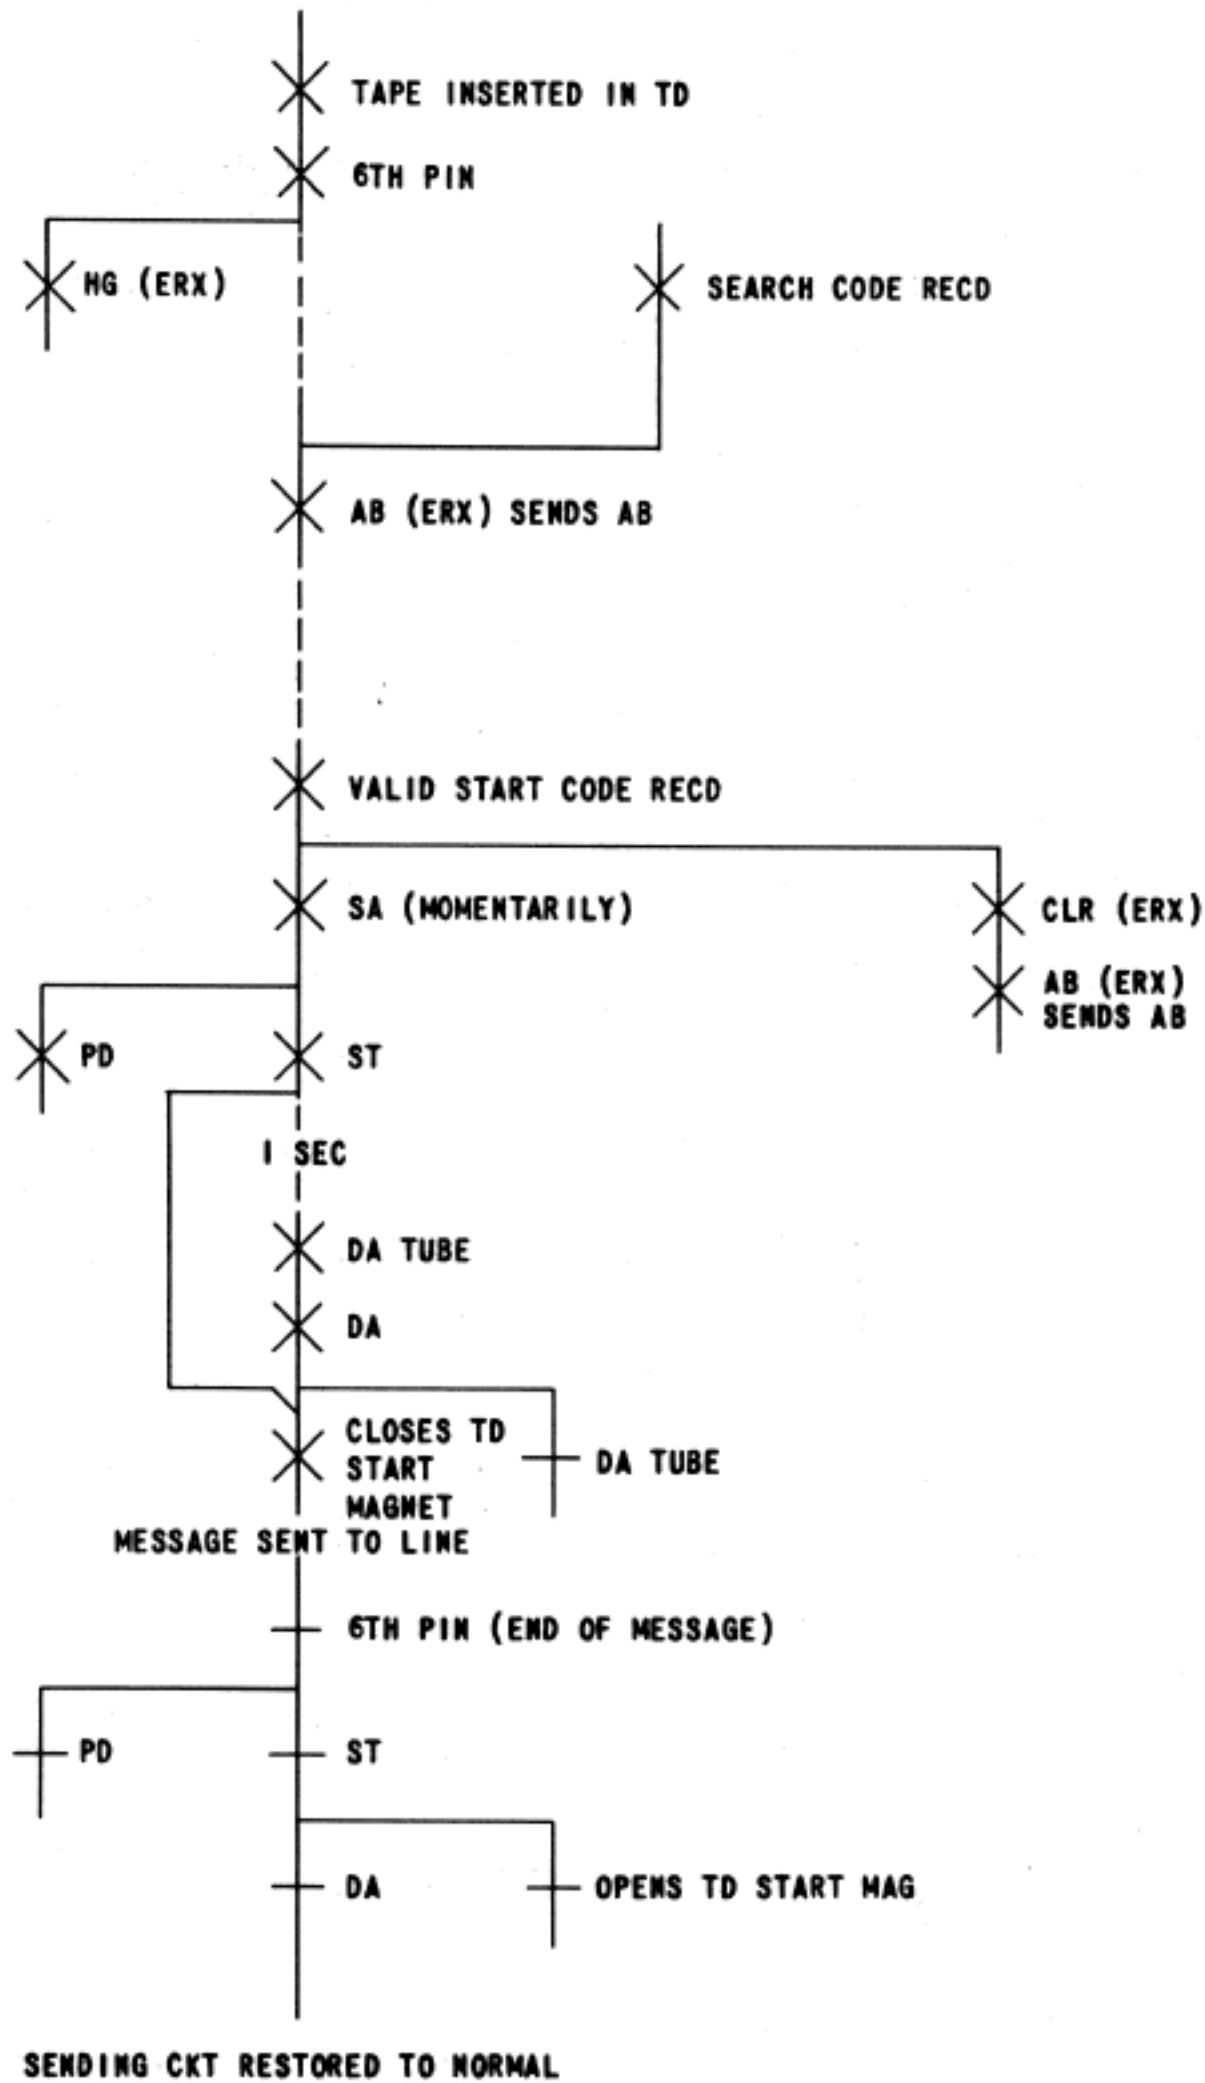 TAPE INSERTED IN TD
6TH PIN
HG (ERX)
SEARCH CODE RECD
AB (ERX) SENDS AB
VALID START CODE RECD
SA (MOMENTARILY)
CLR (ERX)
AB (ERX)
SENDS AB
PD
ST
1 SEC
DA TUBE
DA
CLOSES TD
START
MAGNET
DA TUBE
MESSAGE SENT TO LINE
6TH PIN (END OF MESSAGE)
PD
ST
DA
OPENS TD START MAG
SENDING CKT RESTORED TO NORMAL